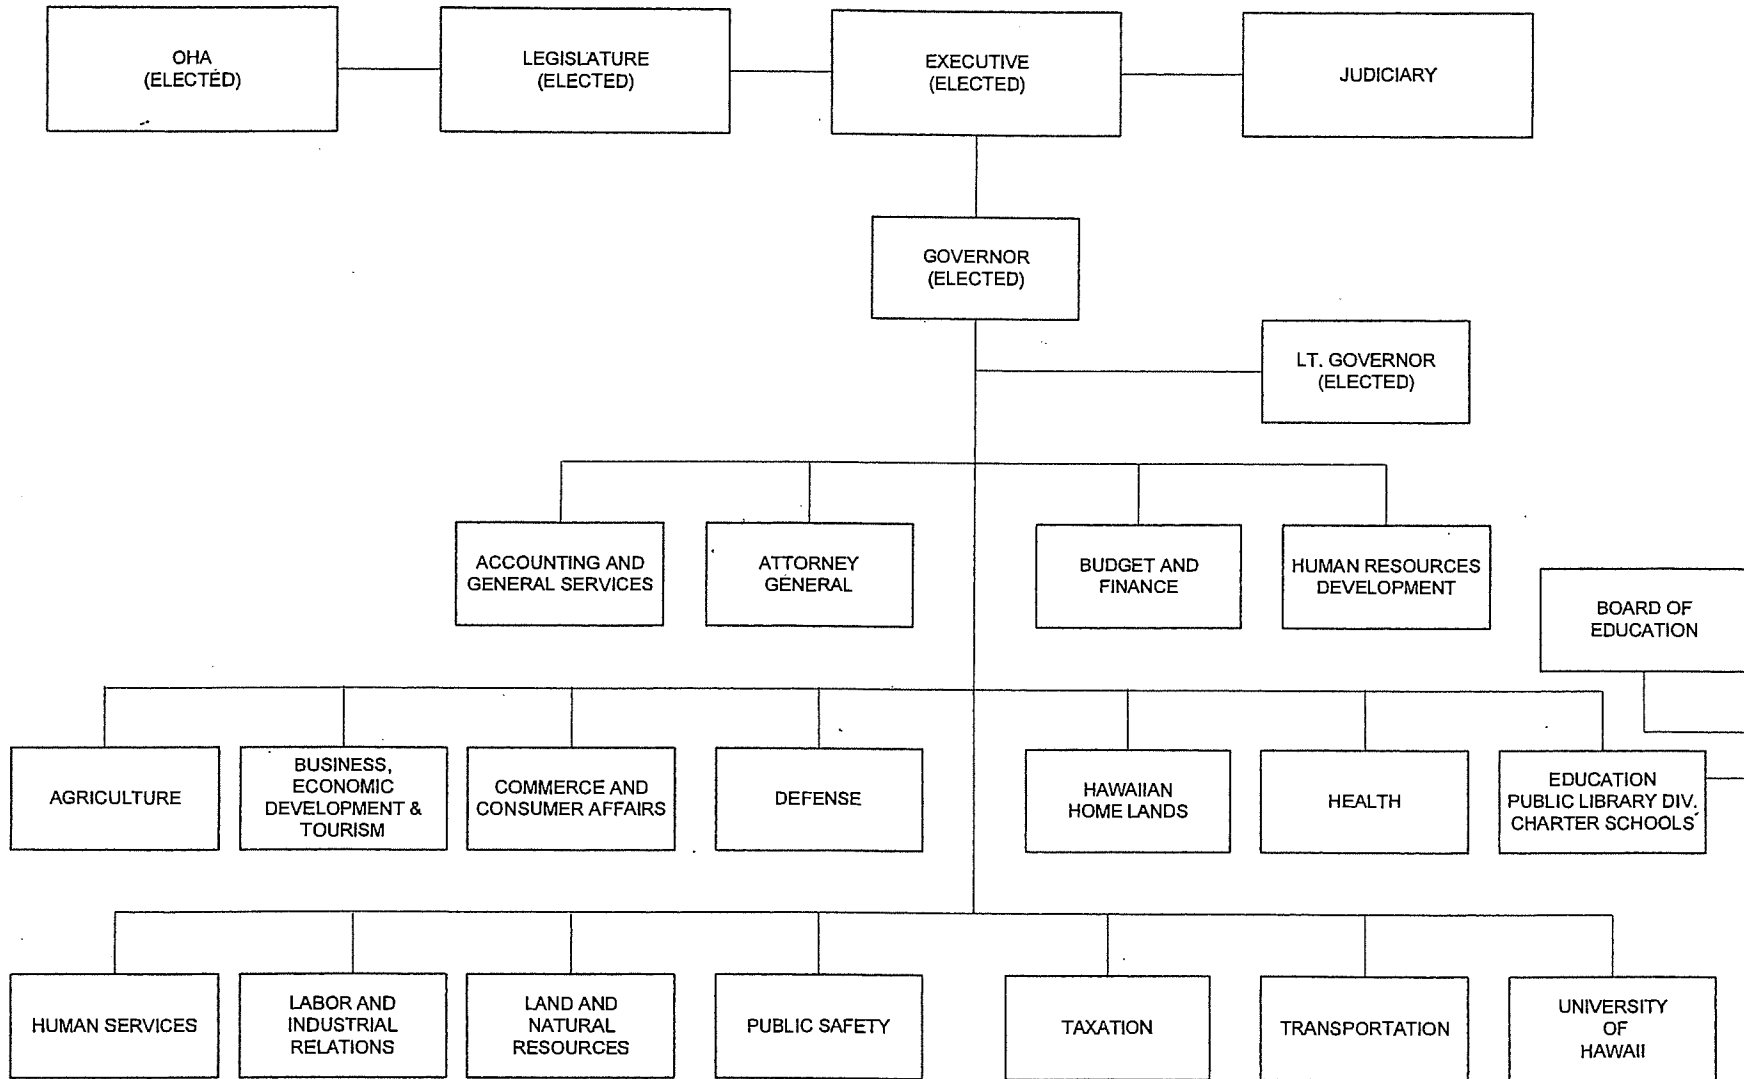 OHA
(ELECTED)
LEGISLATURE
(ELECTED)
EXECUTIVE
(ELECTED)
JUDICIARY
GOVERNOR
(ELECTED)
LT. GOVERNOR
(ELECTED)
ACCOUNTING AND
GENERAL SERVICES
ATTORNEY
GENERAL
BUDGET AND
FINANCE
HUMAN RESOURCES
DEVELOPMENT
BOARD OF
EDUCATION
AGRICULTURE
BUSINESS,
ECONOMIC
DEVELOPMENT &
TOURISM
COMMERCE AND
CONSUMER AFFAIRS
DEFENSE
HAWAIIAN
HOME LANDS
HEALTH
EDUCATION
PUBLIC LIBRARY DIV.
CHARTER SCHOOLS
HUMAN SERVICES
LABOR AND
INDUSTRIAL
RELATIONS
LAND AND
NATURAL
RESOURCES
PUBLIC SAFETY
TAXATION
TRANSPORTATION
UNIVERSITY
OF
HAWAII